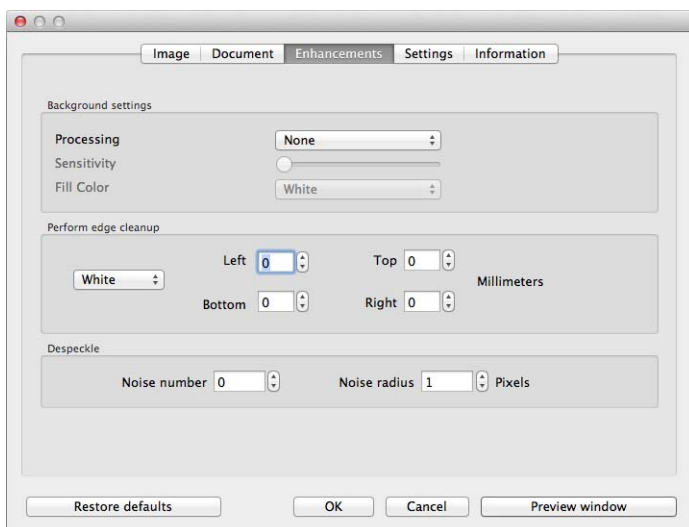 Image Document Enhancements Settings Information
Background settings
Processing None
Sensitivity
Fill Color White
Perform edge cleanup
White Left 0 Top 0 Millimeters
Bottom 0 Right 0
Despeckle
Noise number 0 Noise radius 1 Pixels
Restore defaults OK Cancel Preview window